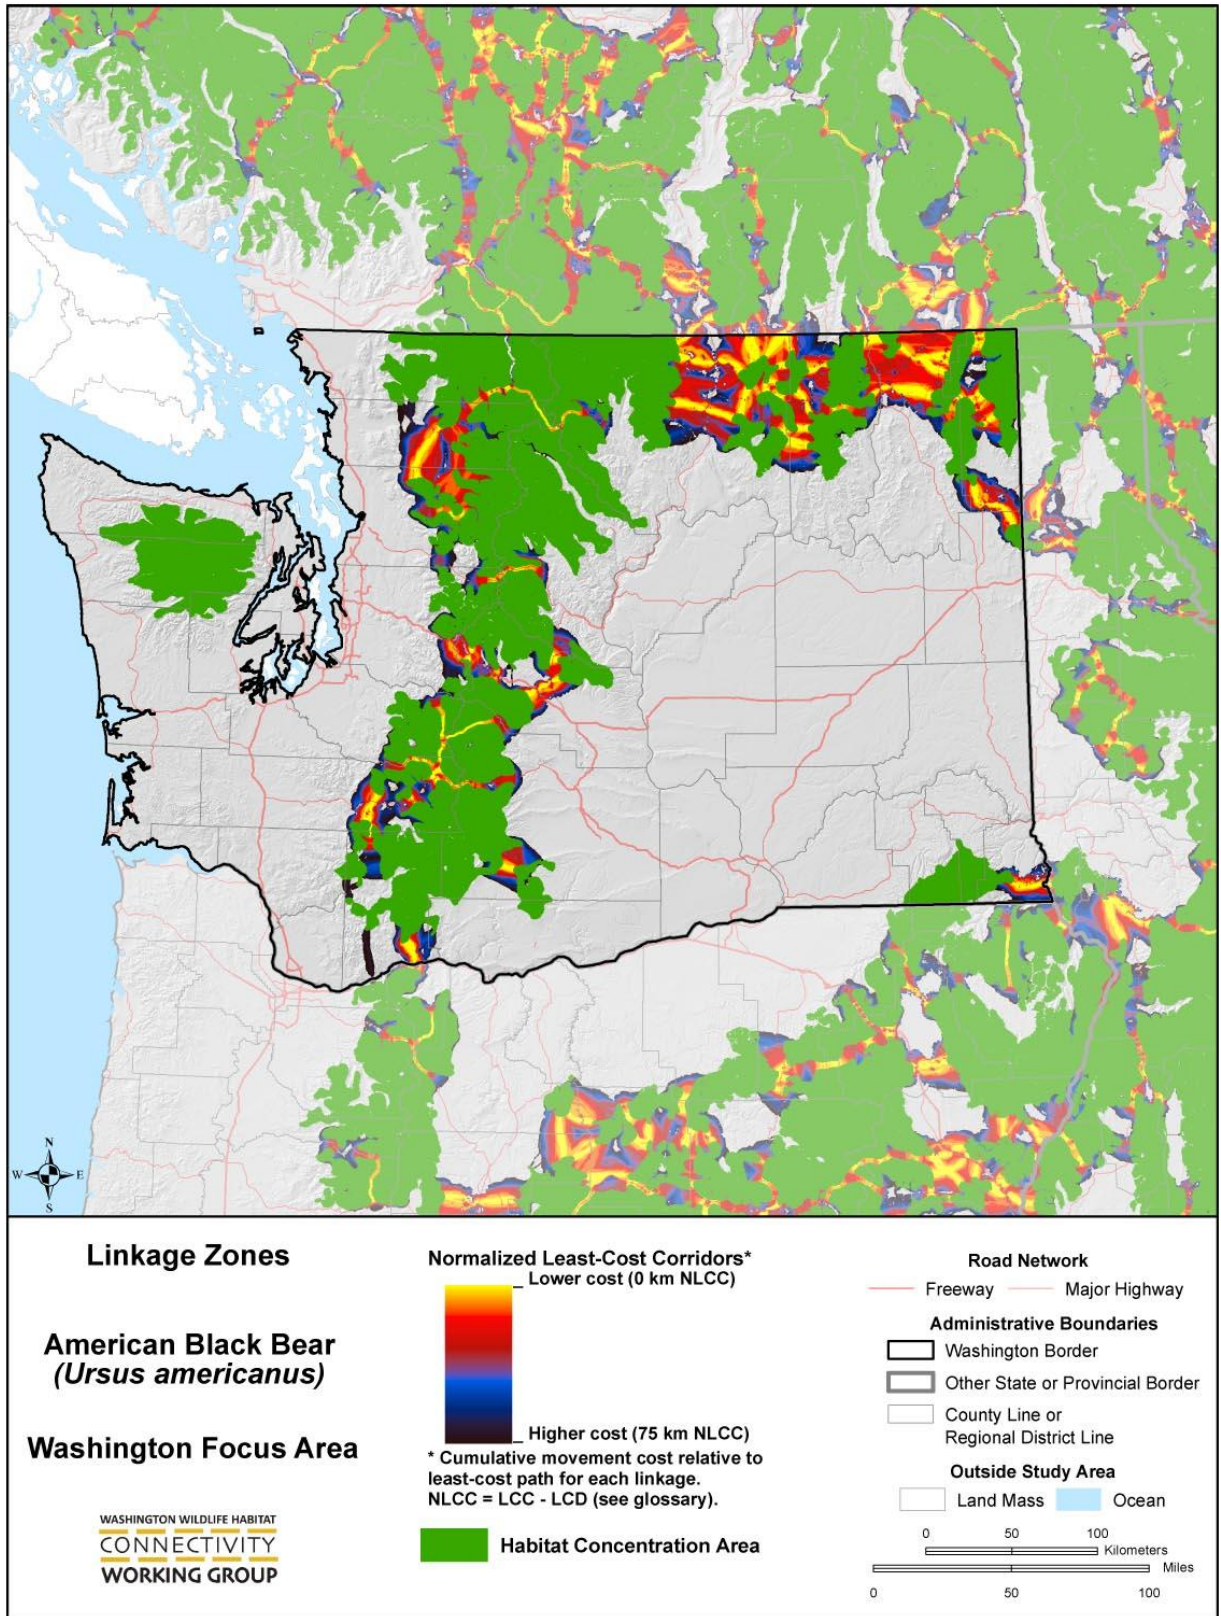 N
W E
S
Linkage Zones
American Black Bear
(Ursus americanus)
Washington Focus Area
WASHINGTON WILDLIFE HABITAT
CONNECTIVITY
WORKING GROUP
Normalized Least-Cost Corridors*
_ Lower cost (0 km NLCC)
_ Higher cost (75 km NLCC)
* Cumulative movement cost relative to
least-cost path for each linkage.
NLCC = LCC - LCD (see glossary).
Habitat Concentration Area
Road Network
Freeway Major Highway
Administrative Boundaries
Washington Border
Other State or Provincial Border
County Line or
Regional District Line
Outside Study Area
Land Mass Ocean
0 50 100
Kilometers
Miles
0 50 100